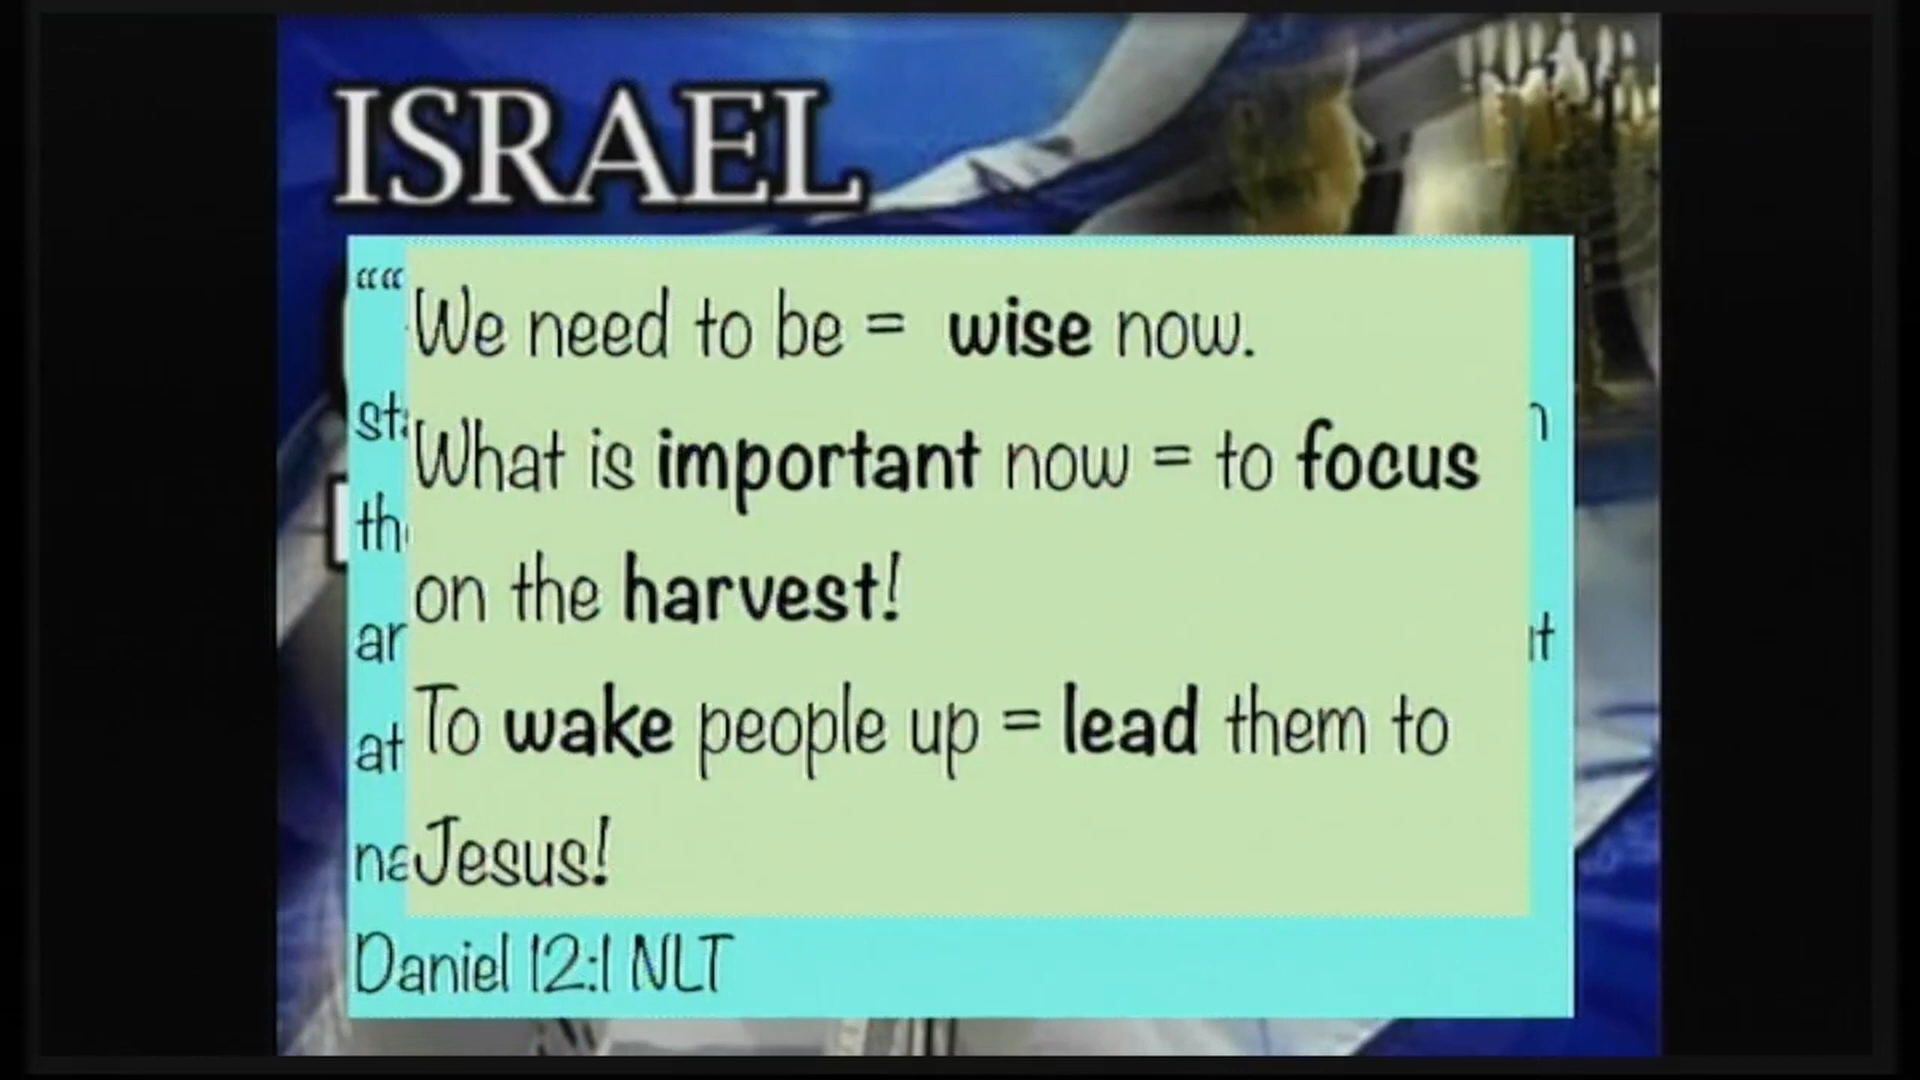 ISRAEL
We need to be = wise now.
What is important now = to focus
on the harvest!
To wake people up = lead them to
Jesus!
Daniel 12:1 NLT